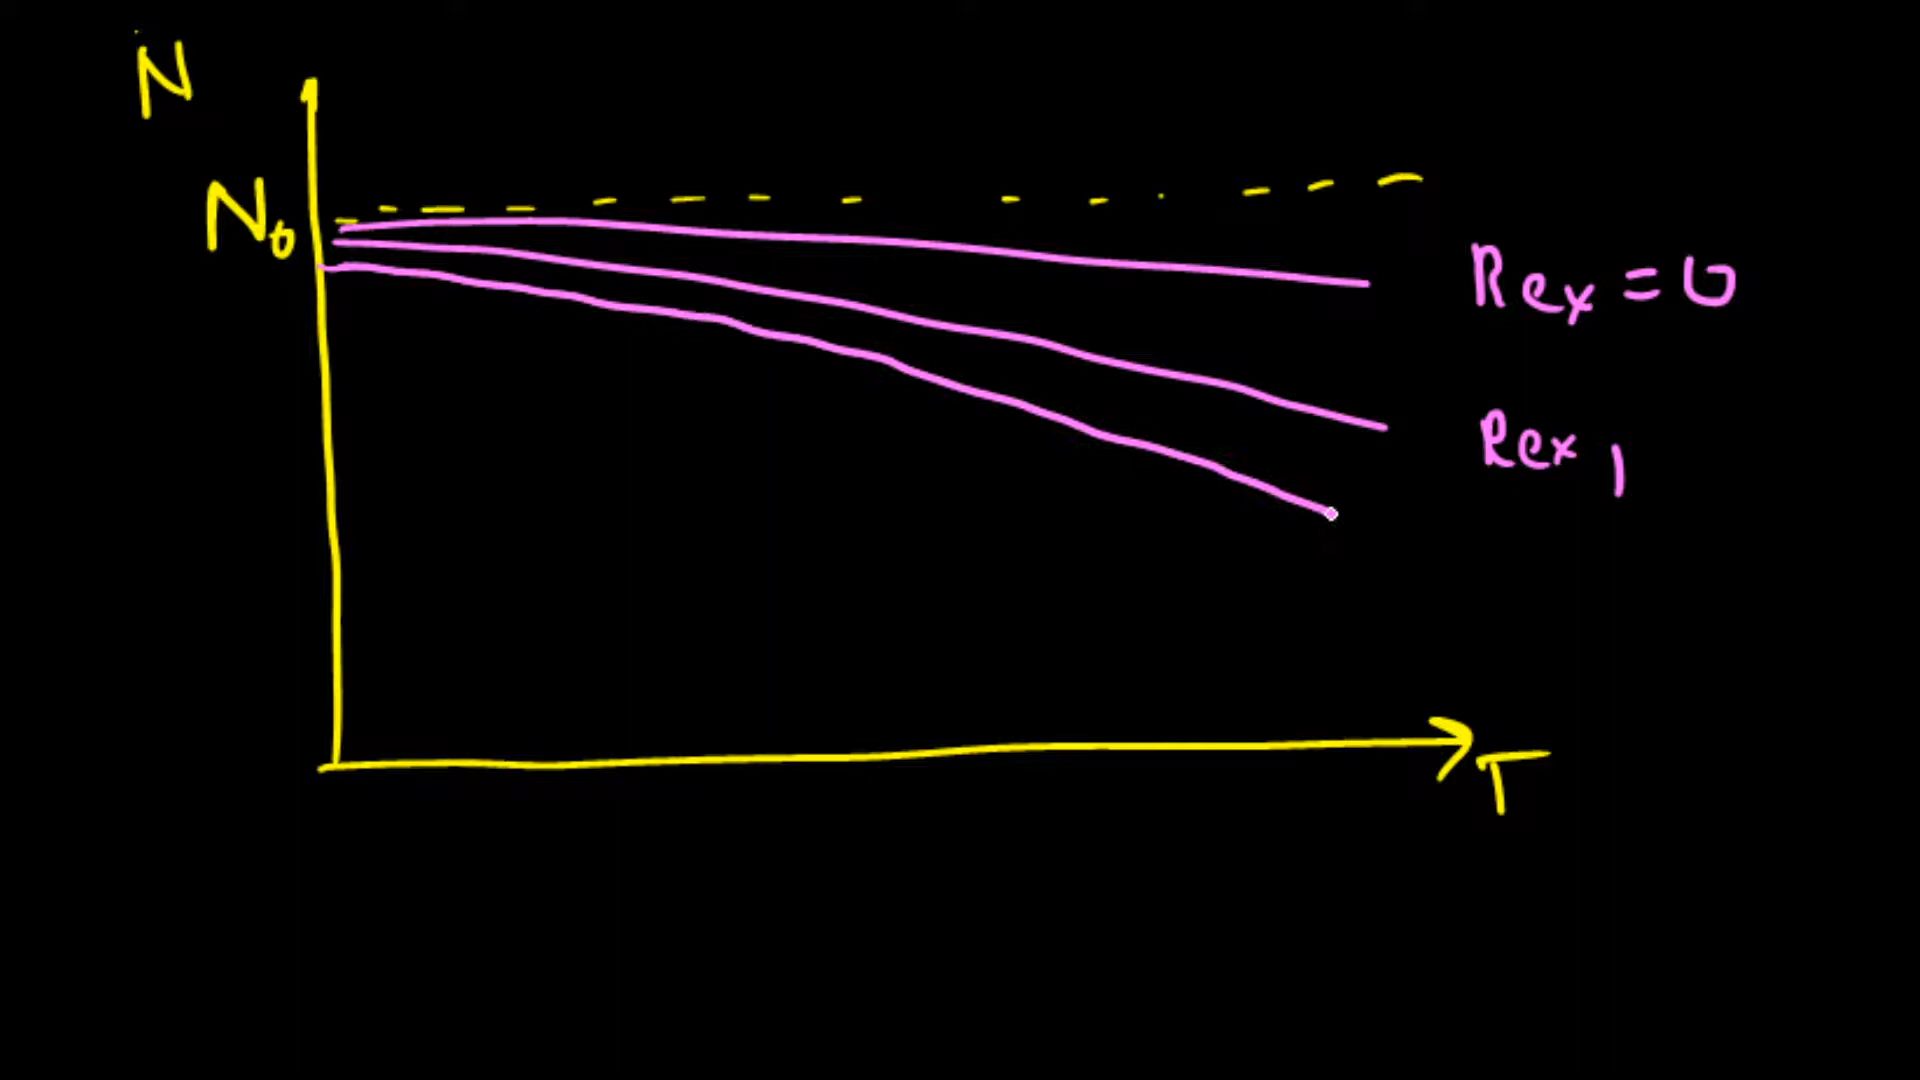 N
N₀
Rex = 0
Rex 1
T